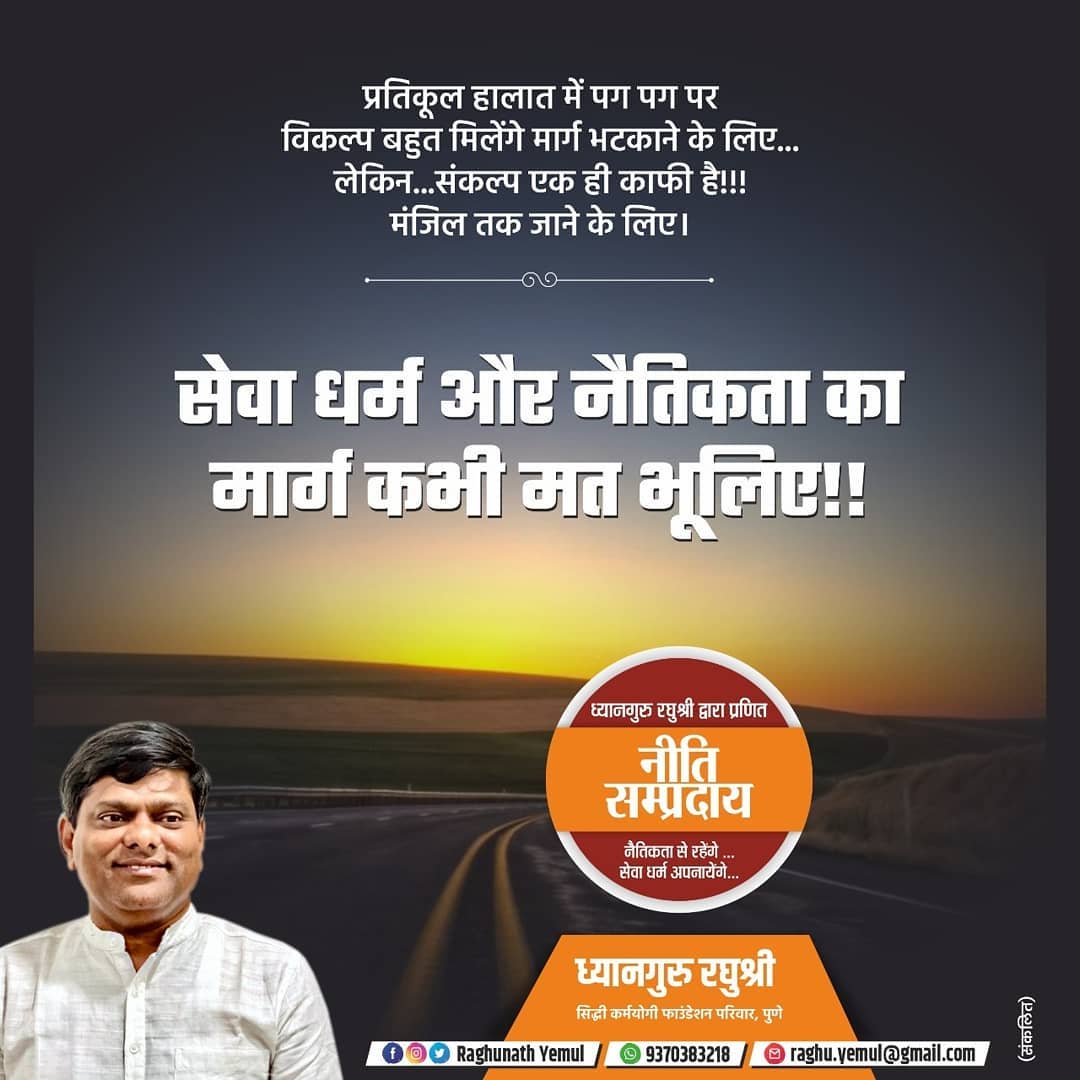 प्रतिकूल हालात में पग पग पर
विकल्प बहुत मिलेंगे मार्ग भटकाने के लिए...
लेकिन...संकल्प एक ही काफी है!!!
मंजिल तक जाने के लिए।
सेवा धर्म और नैतिकता का
मार्ग कभी मत भूलिए!!
ध्यानगुरु रघुश्री द्वारा प्रणित
नीति
सम्प्रदाय
नैतिकता से रहेंगे ...
सेवा धर्म अपनायेंगे...
ध्यानगुरु रघुश्री
सिद्धी कर्मयोगी फाउंडेशन परिवार, पुणे
Raghunath Yemul
9370383218
raghu.yemul@gmail.com
(संकलित)